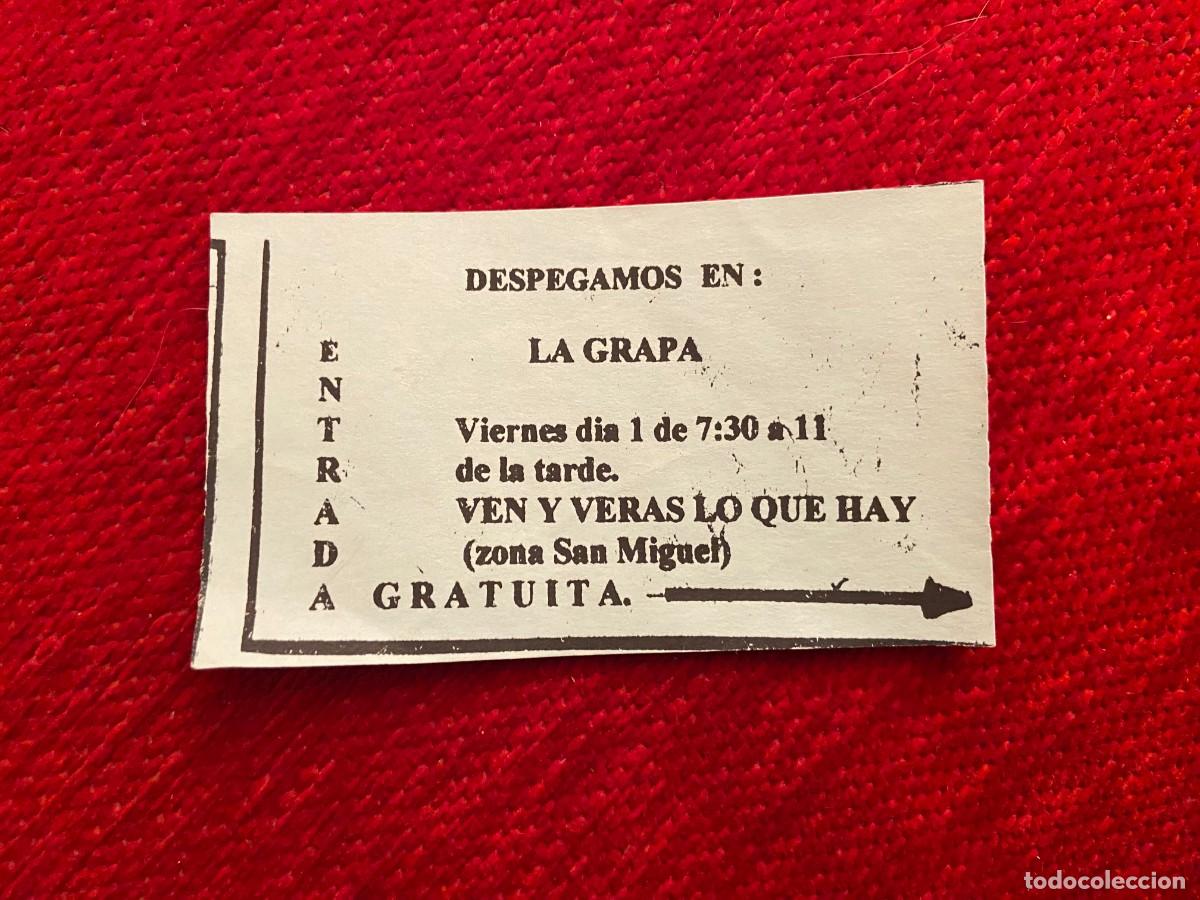 DESPEGAMOS EN :
LA GRAPA
Viernes dia 1 de 7:30 a 11
de la tarde.
VEN Y VERAS LO QUE HAY
(zona San Miguel)
ENTRADA GRATUITA.
todocoleccion